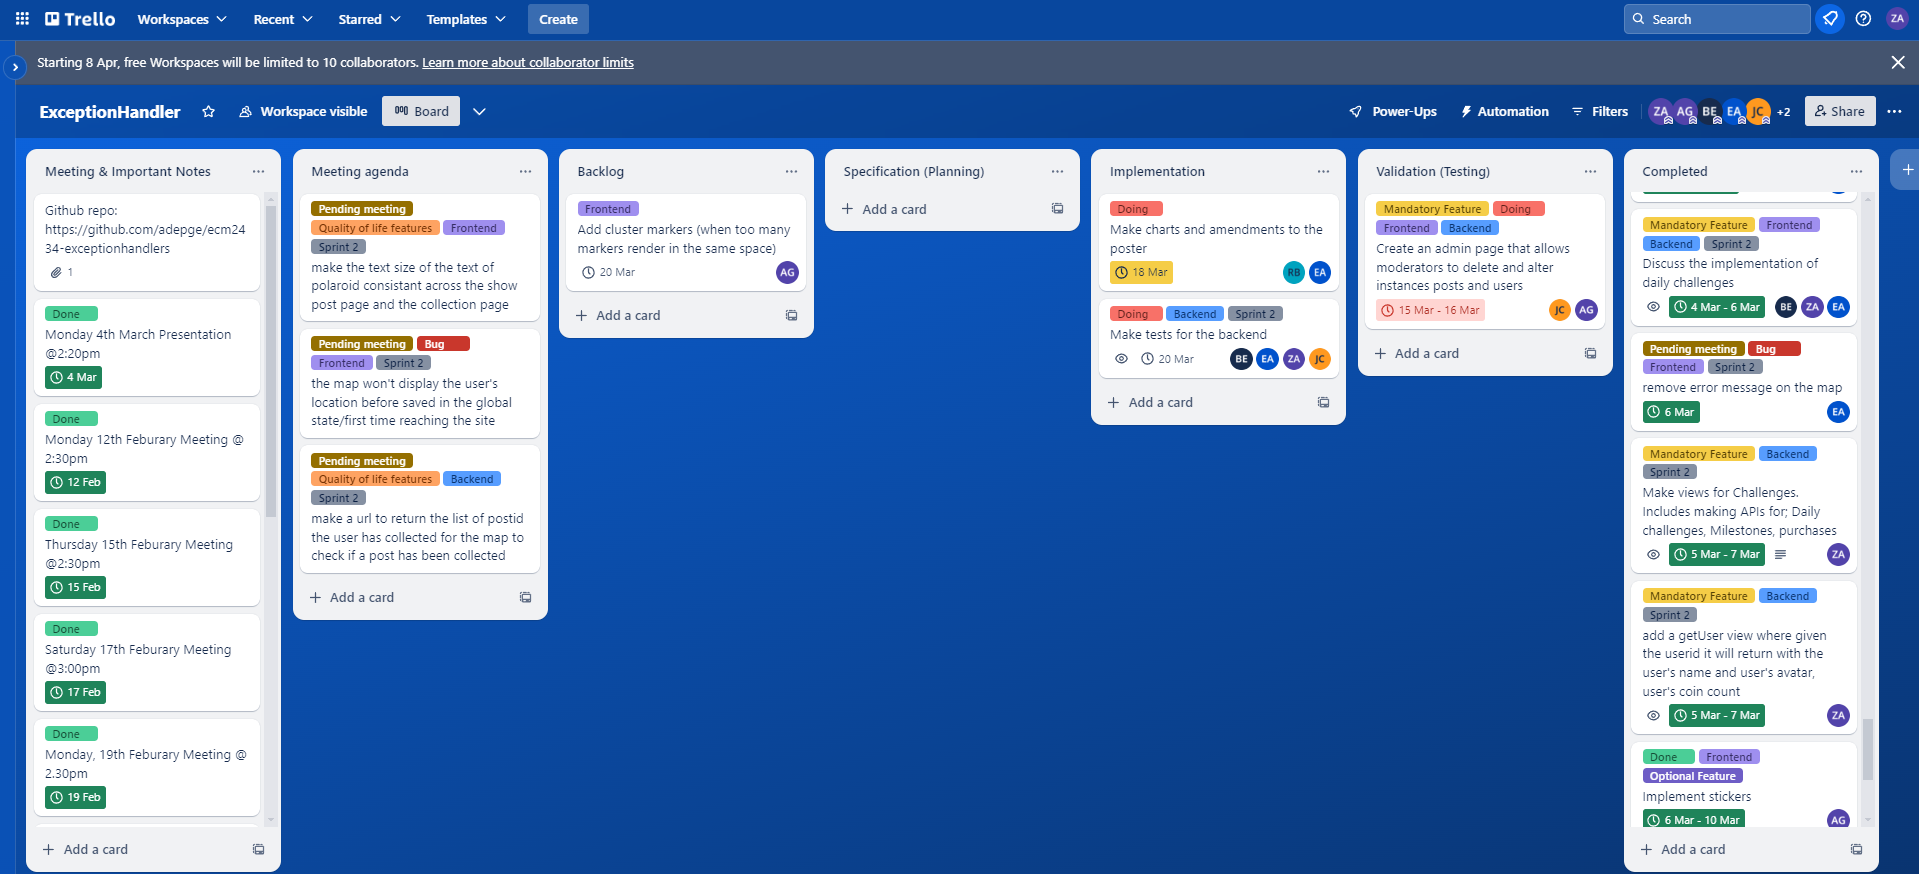 Trello
Workspaces
Recent
Starred
Templates
Create
Search
ZA
Starting 8 Apr, free Workspaces will be limited to 10 collaborators. Learn more about collaborator limits
ExceptionHandler
Workspace visible
Board
Power-Ups
Automation
Filters
ZA
AG
BE
EA
JC
+2
Share
Meeting & Important Notes
Github repo:
https://github.com/adepge/ecm24
34-exceptionhandlers
1
Done
Monday 4th March Presentation
@2:20pm
4 Mar
Done
Monday 12th Feburary Meeting @
2:30pm
12 Feb
Done
Thursday 15th Feburary Meeting
@2:30pm
15 Feb
Done
Saturday 17th Feburary Meeting
@3:00pm
17 Feb
Done
Monday, 19th Feburary Meeting @
2.30pm
19 Feb
Add a card
Meeting agenda
Pending meeting
Quality of life features
Frontend
Sprint 2
make the text size of the text of
polaroid consistant across the show
post page and the collection page
Pending meeting
Bug
Frontend
Sprint 2
the map won't display the user's
location before saved in the global
state/first time reaching the site
Pending meeting
Quality of life features
Backend
Sprint 2
make a url to return the list of postid
the user has collected for the map to
check if a post has been collected
Add a card
Backlog
Frontend
Add cluster markers (when too many
markers render in the same space)
20 Mar
AG
Add a card
Specification (Planning)
Add a card
Implementation
Doing
Make charts and amendments to the
poster
18 Mar
RB
EA
Doing
Backend
Sprint 2
Make tests for the backend
20 Mar
BE
EA
ZA
JC
Add a card
Validation (Testing)
Mandatory Feature
Doing
Frontend
Backend
Create an admin page that allows
moderators to delete and alter
instances posts and users
15 Mar - 16 Mar
JC
AG
Add a card
Completed
Mandatory Feature
Frontend
Backend
Sprint 2
Discuss the implementation of
daily challenges
4 Mar - 6 Mar
BE
ZA
EA
Pending meeting
Bug
Frontend
Sprint 2
remove error message on the map
6 Mar
EA
Mandatory Feature
Backend
Sprint 2
Make views for Challenges.
Includes making APIs for; Daily
challenges, Milestones, purchases
5 Mar - 7 Mar
ZA
Mandatory Feature
Backend
Sprint 2
add a getUser view where given
the userid it will return with the
user's name and user's avatar,
user's coin count
5 Mar - 7 Mar
ZA
Done
Frontend
Optional Feature
Implement stickers
6 Mar - 10 Mar
AG
Add a card